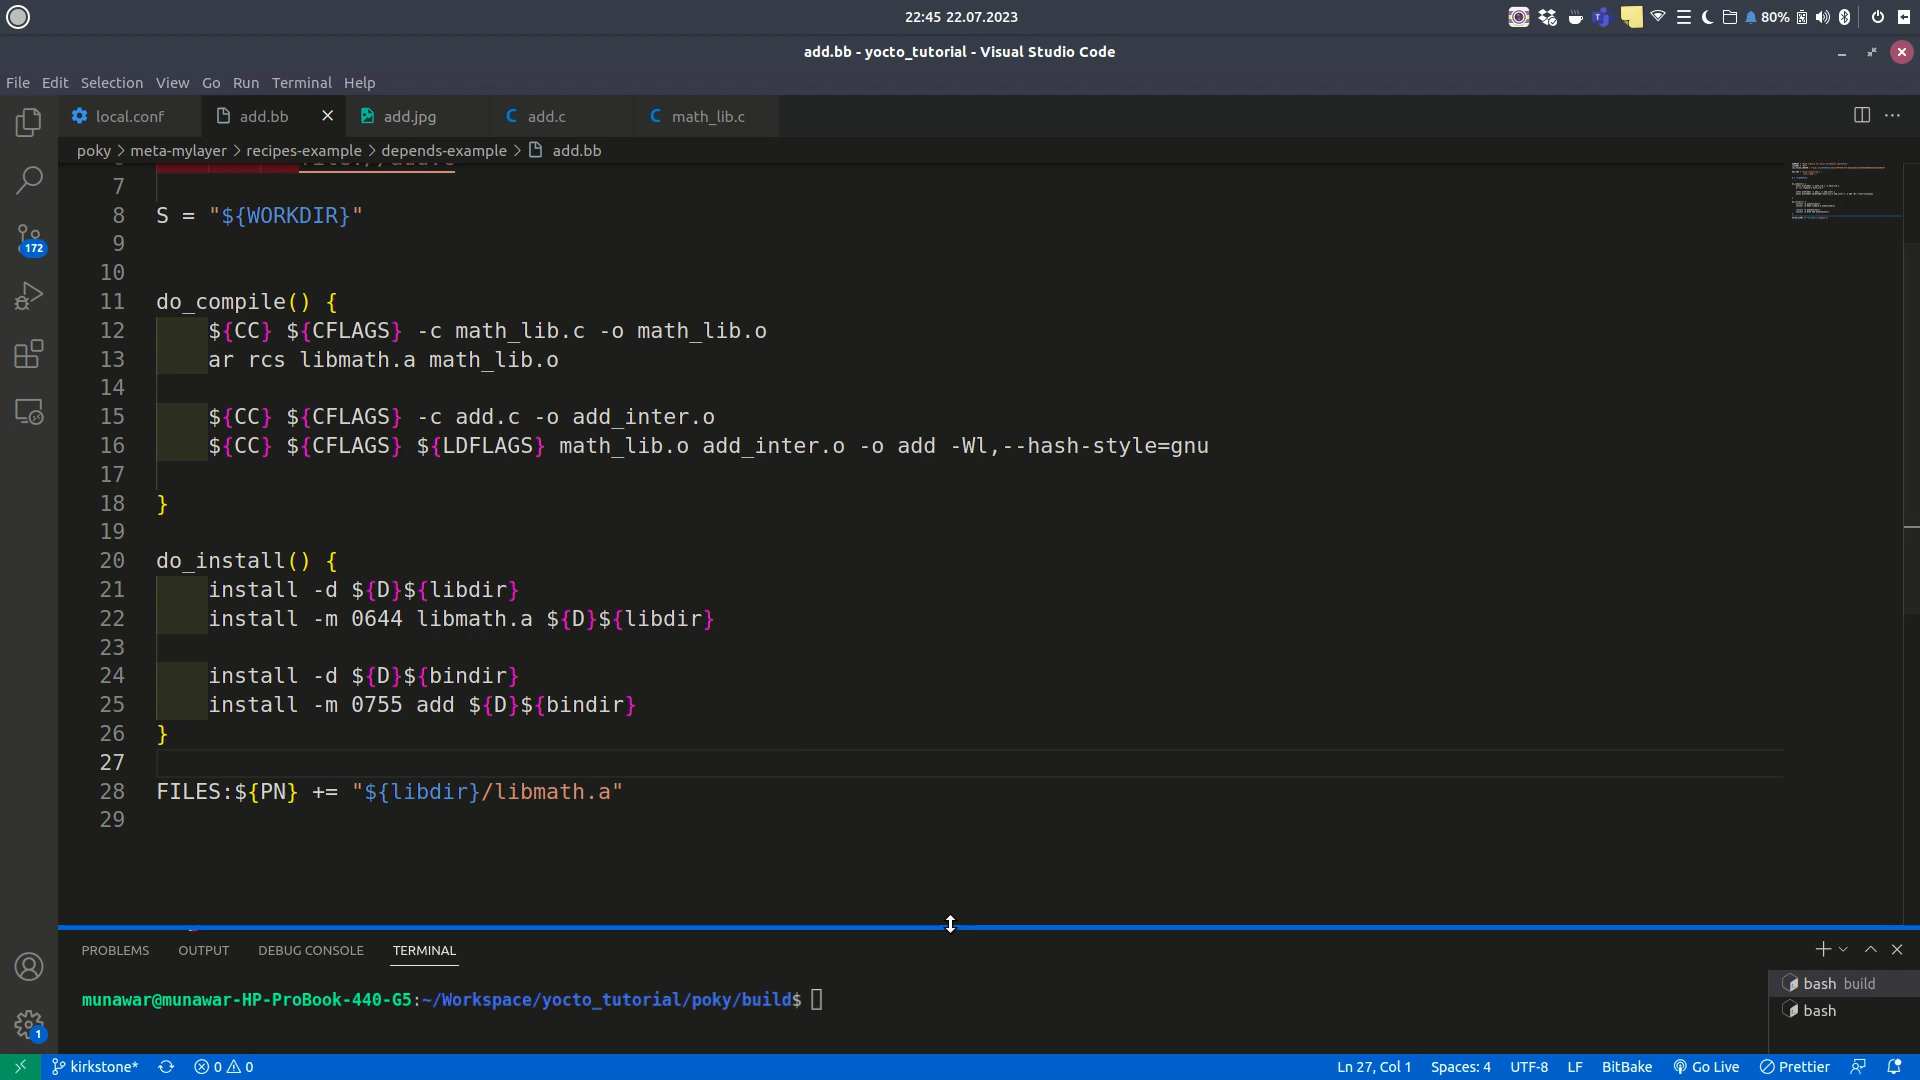 22:45 22.07.2023
80%
add.bb - yocto_tutorial - Visual Studio Code
File Edit Selection View Go Run Terminal Help
local.conf add.bb add.jpg add.c math_lib.c
poky > meta-mylayer > recipes-example > depends-example > add.bb
7
8 S = "${WORKDIR}"
9
10
11 do_compile() {
12 ${CC} ${CFLAGS} -c math_lib.c -o math_lib.o
13 ar rcs libmath.a math_lib.o
14
15 ${CC} ${CFLAGS} -c add.c -o add_inter.o
16 ${CC} ${CFLAGS} ${LDFLAGS} math_lib.o add_inter.o -o add -Wl,--hash-style=gnu
17
18 }
19
20 do_install() {
21 install -d ${D}${libdir}
22 install -m 0644 libmath.a ${D}${libdir}
23
24 install -d ${D}${bindir}
25 install -m 0755 add ${D}${bindir}
26 }
27
28 FILES:${PN} += "${libdir}/libmath.a"
29
172
PROBLEMS OUTPUT DEBUG CONSOLE TERMINAL
munawar@munawar-HP-ProBook-440-G5:~/Workspace/yocto_tutorial/poky/build$
bash build
bash
1
kirkstone* 0 0 Ln 27, Col 1 Spaces: 4 UTF-8 LF BitBake Go Live Prettier